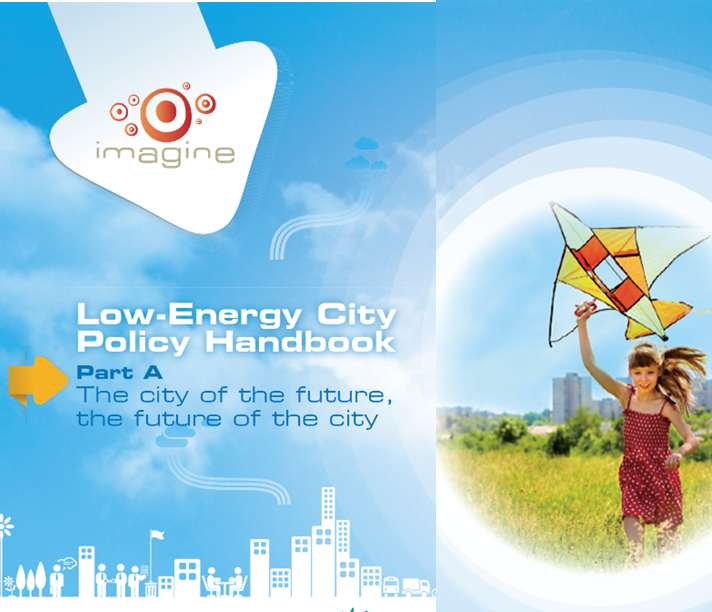 imagine
Low-Energy City
Policy Handbook
Part A
The city of the future,
the future of the city